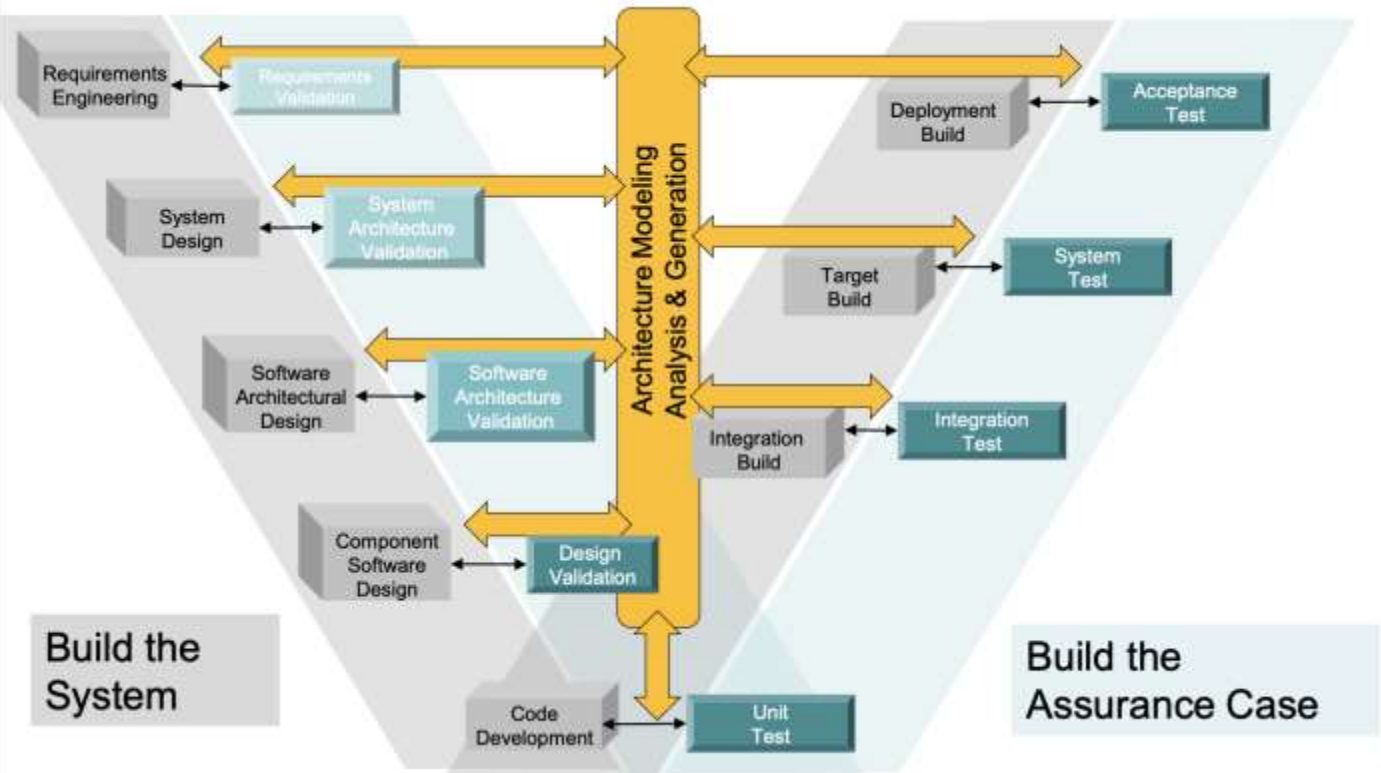 Requirements
Engineering
Requirements
Validation
System
Design
System
Architecture
Validation
Software
Architectural
Design
Software
Architecture
Validation
Component
Software
Design
Design
Validation
Code
Development
Unit
Test
Architecture Modeling
Analysis & Generation
Integration
Build
Integration
Test
Target
Build
System
Test
Deployment
Build
Acceptance
Test
Build the
System
Build the
Assurance Case